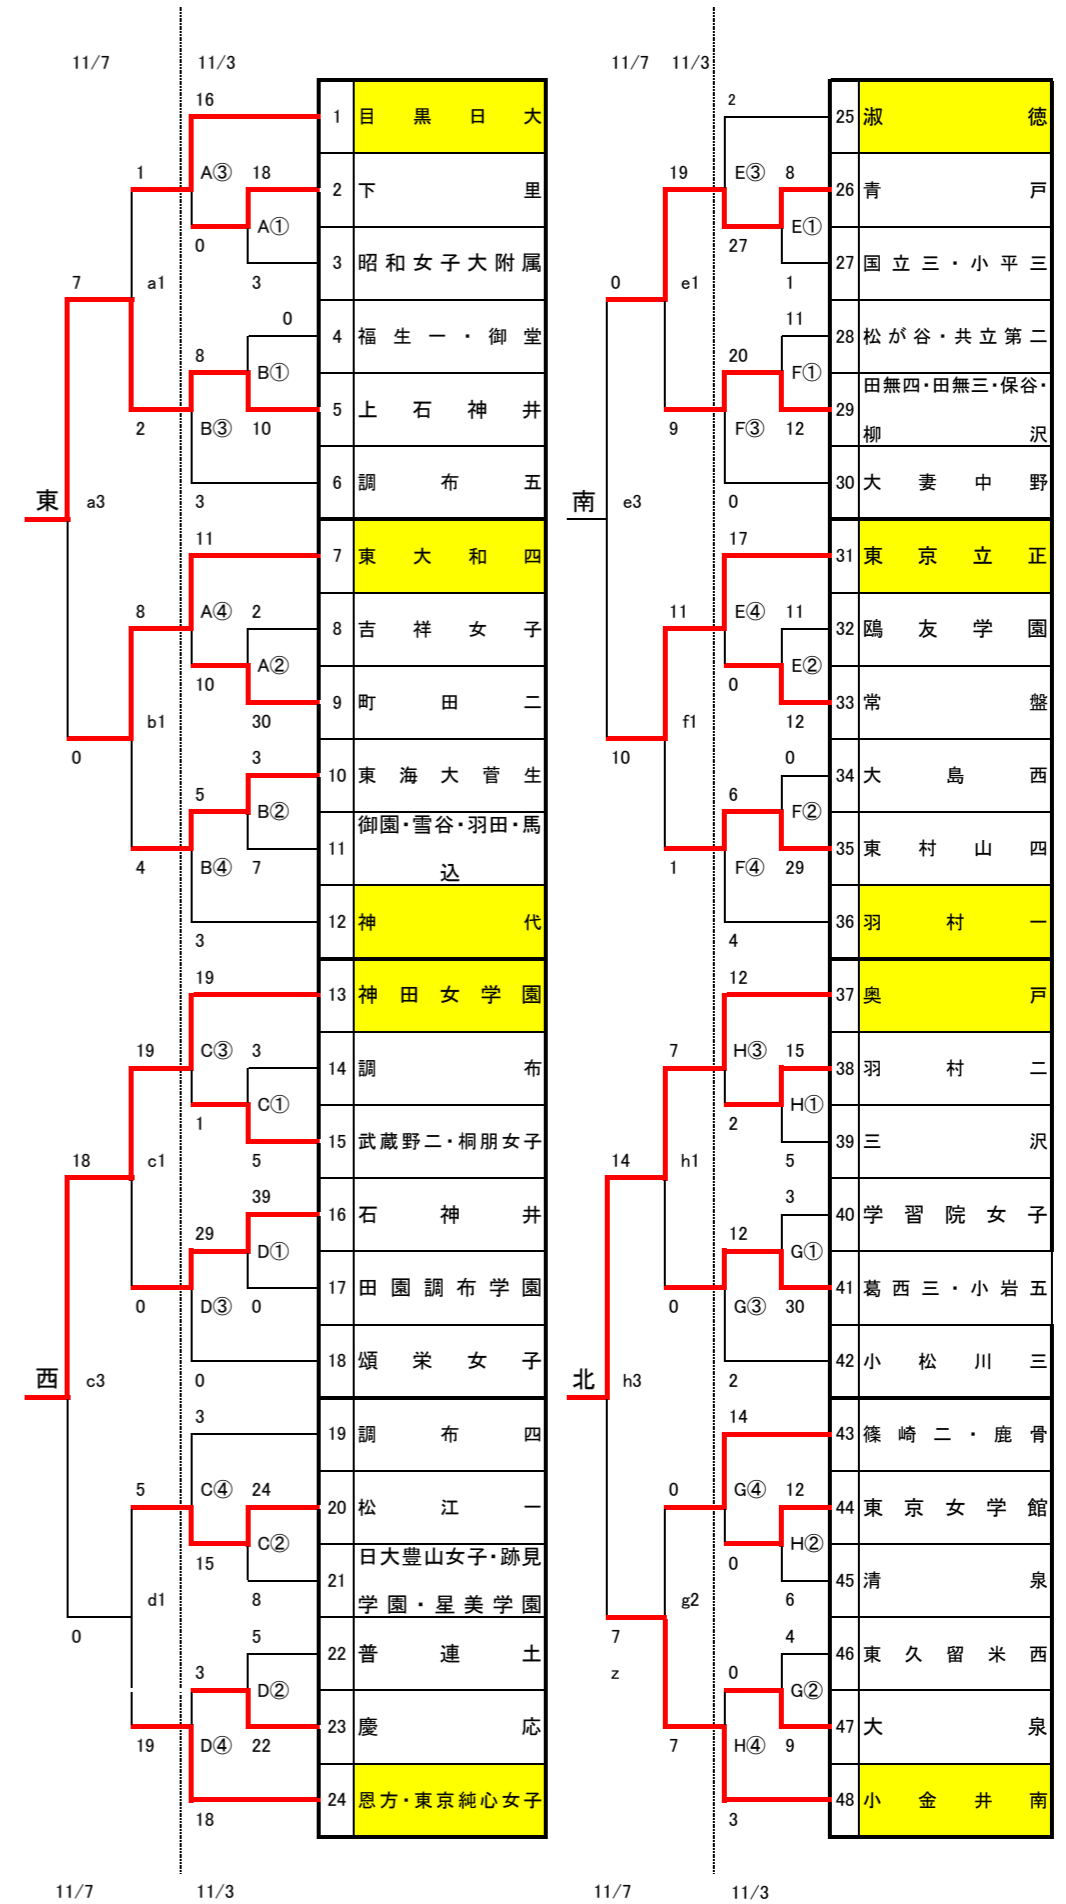 11/7 11/3
16
1 目黒日大
1 A③ 18
2 下里
A①
0
3 昭和女子大附属
7 a1 3
0
4 福生一・御堂
8 B①
5 上石神井
2 B③ 10
6 調布五
東 a3 3
11
7 東大和四
8 A④ 2
8 吉祥女子
A②
10
9 町田二
b1 30
0 3
10 東海大菅生
5 B②
11 御園・雪谷・羽田・馬込
4 B④ 7
12 神代
3
19
13 神田女学園
19 C③ 3
14 調布
C①
1
15 武蔵野二・桐朋女子
18 c1 5
39
16 石神井
29 D①
17 田園調布学園
0 D③ 0
18 頌栄女子
西 c3 0
3
19 調布四
5 C④ 24
20 松江一
C②
15
21 日大豊山女子・跡見学園・星美学園
d1 8
0 5
22 普連土
3 D②
23 慶応
19 D④ 22
24 恩方・東京純心女子
18
11/7 11/3
11/7 11/3
2
25 淑徳
19 E③ 8
26 青戸
E①
27
27 国立三・小平三
0 e1 1
11
28 松が谷・共立第二
20 F①
29 田無四・田無三・保谷・柳沢
9 F③ 12
30 大妻中野
南 e3 0
17
31 東京立正
11 E④ 11
32 鴎友学園
E②
0
33 常盤
f1 12
10 0
34 大島西
6 F②
35 東村山四
1 F④ 29
36 羽村一
4
12
37 奥戸
7 H③ 15
38 羽村二
H①
2
39 三沢
14 h1 5
3
40 学習院女子
12 G①
41 葛西三・小岩五
0 G③ 30
42 小松川三
北 h3 2
14
43 篠崎二・鹿骨
0 G④ 12
44 東京女学館
H②
0
45 清泉
g2 6
7 4
46 東久留米西
z 0 G②
47 大泉
7 H④ 9
48 小金井南
3
11/7 11/3